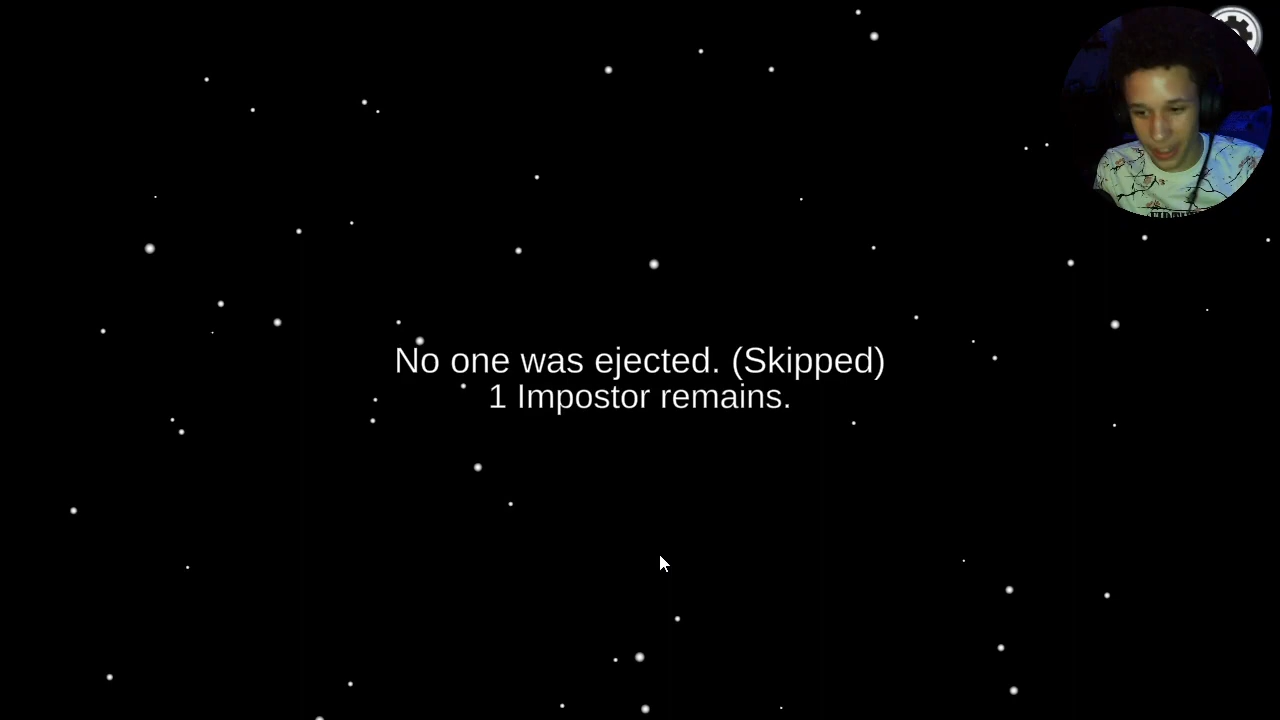 No one was ejected. (Skipped)
1 Impostor remains.